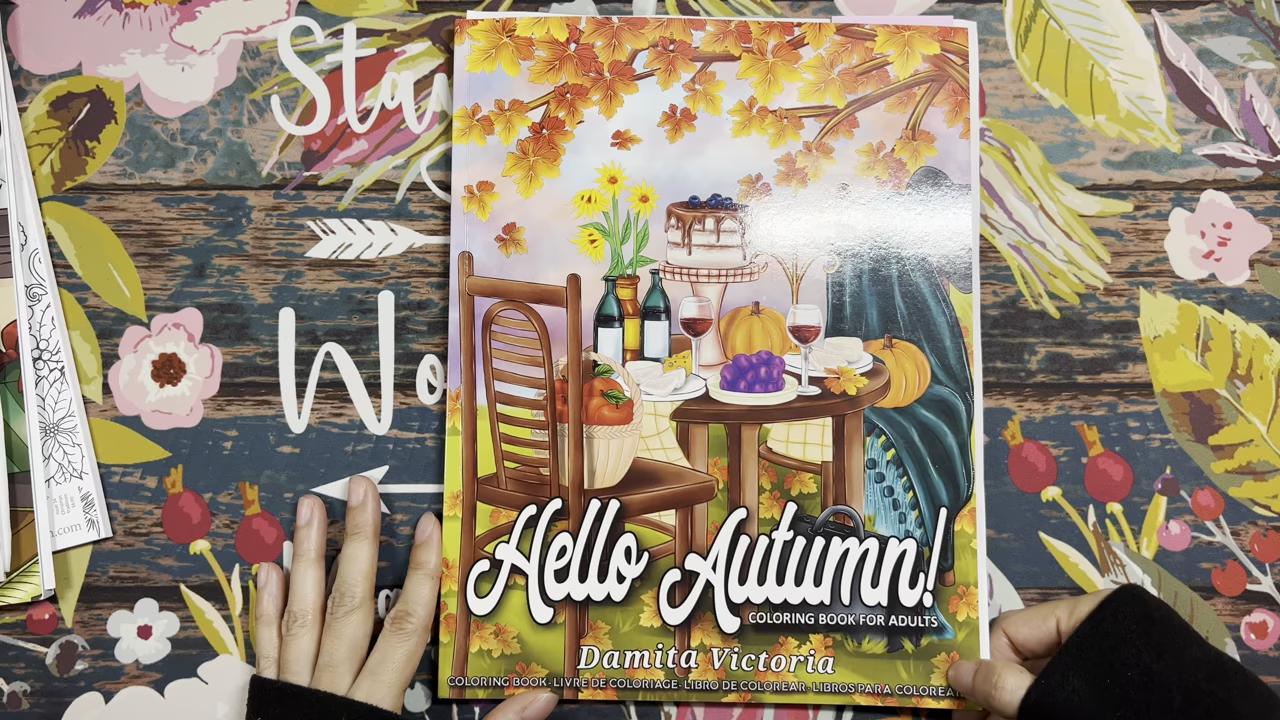 Hello Autumn!
COLORING BOOK FOR ADULTS
Damita Victoria
COLORING BOOK· LIVRE DE COLORIAGE· LIBRO DE COLOREAR· LIBROS PARA COLOREAR